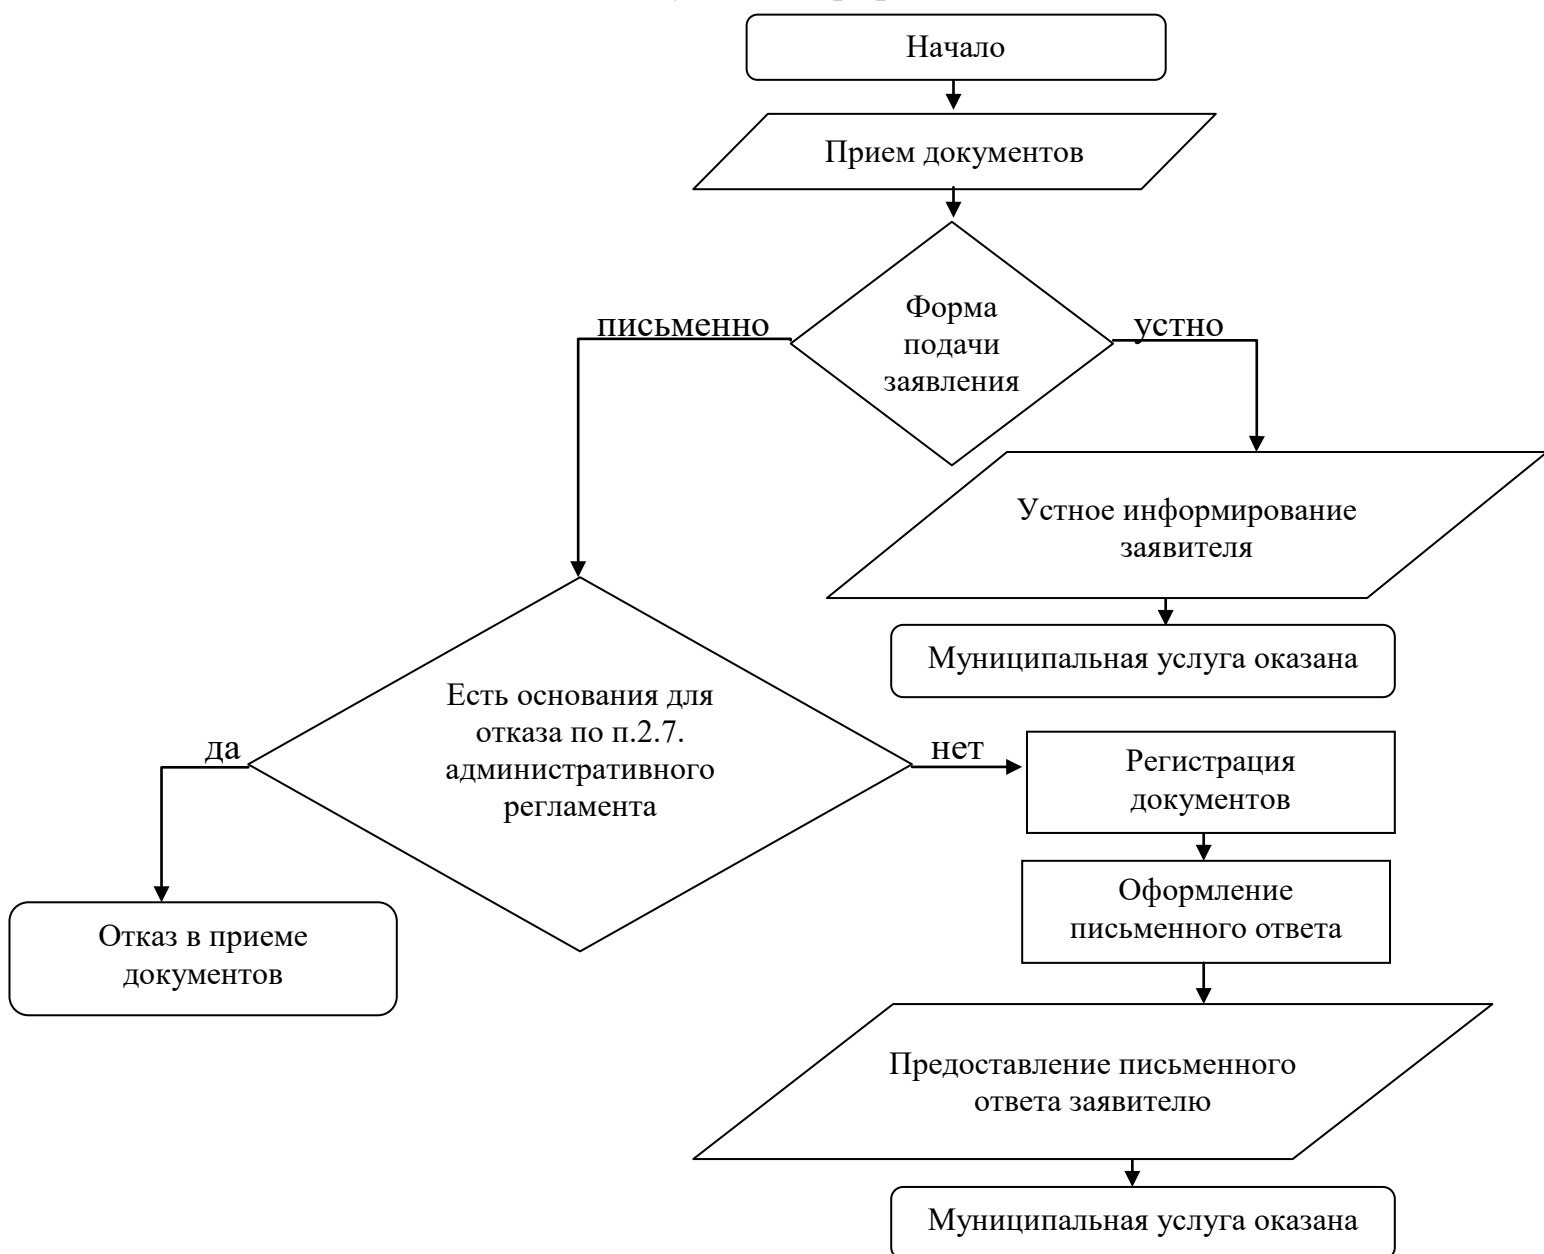 Начало
Прием документов
Форма
подачи
заявления
письменно
устно
Устное информирование
заявителя
Муниципальная услуга оказана
Есть основания для
отказа по п.2.7.
административного
регламента
да
нет
Регистрация
документов
Оформление
письменного ответа
Отказ в приеме
документов
Предоставление письменного
ответа заявителю
Муниципальная услуга оказана